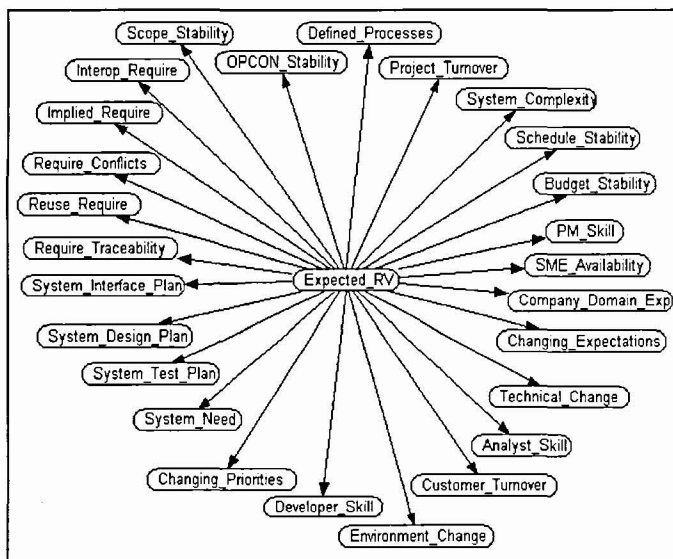 Scope_Stability
Defined_Processes
OPCON_Stability
Project_Turnover
Interop_Require
System_Complexity
Implied_Require
Schedule_Stability
Require_Conflicts
Budget_Stability
Reuse_Require
PM_Skill
Require_Traceability
SME_Availability
Expected_RV
System_Interface_Plan
Company_Domain_Exp
System_Design_Plan
Changing_Expectations
System_Test_Plan
Technical_Change
System_Need
Analyst_Skill
Changing_Priorities
Customer_Turnover
Developer_Skill
Environment_Change